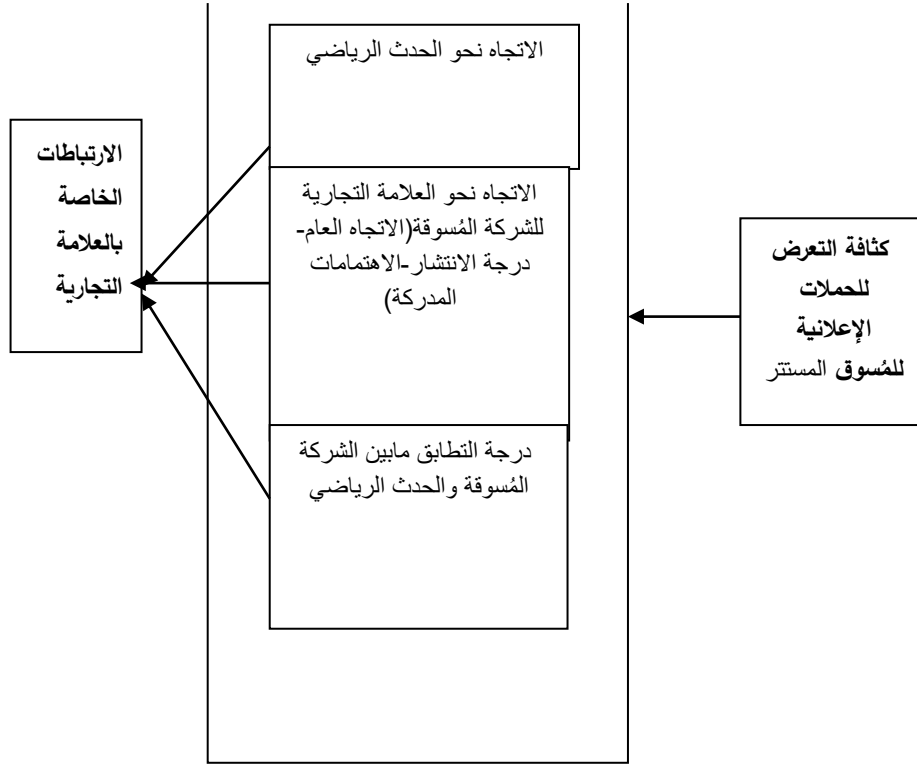 كثافة التعرض
للحملات
الإعلانية
للمُسوق المستتر
الاتجاه نحو الحدث الرياضي
الاتجاه نحو العلامة التجارية
للشركة المُسوقة(الاتجاه العام-
درجة الانتشار-الاهتمامات
المدركة)
درجة التطابق مابين الشركة
المُسوقة والحدث الرياضي
الارتباطات
الخاصة
بالعلامة
التجارية